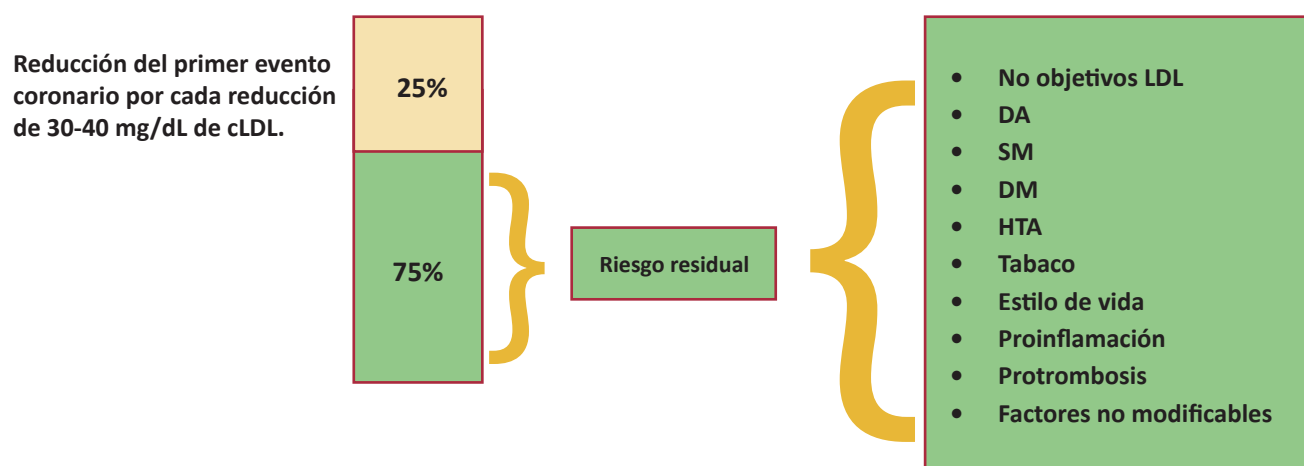 Reducción del primer evento
coronario por cada reducción
de 30-40 mg/dL de cLDL.
25%
75%
Riesgo residual
• No objetivos LDL
• DA
• SM
• DM
• HTA
• Tabaco
• Estilo de vida
• Proinflamación
• Protrombosis
• Factores no modificables